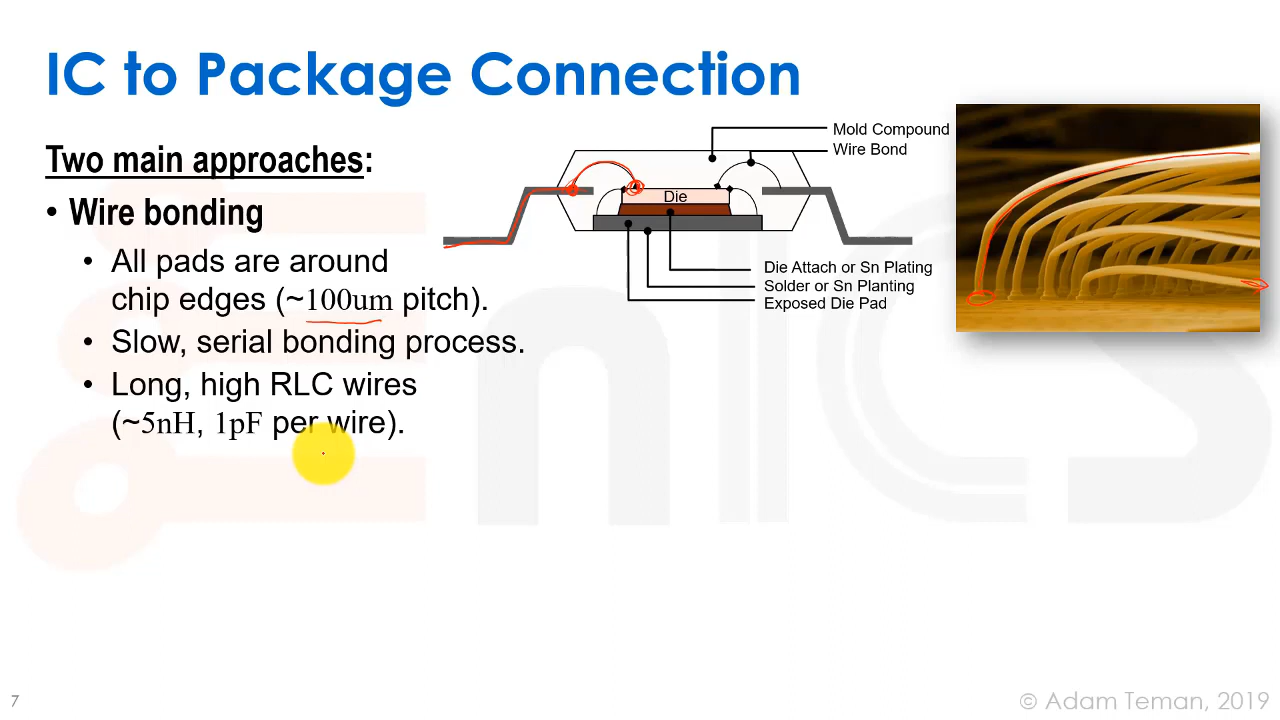 IC to Package Connection
Two main approaches:
• Wire bonding
• All pads are around
chip edges (~100um pitch).
• Slow, serial bonding process.
• Long, high RLC wires
(~5nH, 1pF per wire).
Mold Compound
Wire Bond
Die
Die Attach or Sn Plating
Solder or Sn Planting
Exposed Die Pad
nICS
7
© Adam Teman, 2019